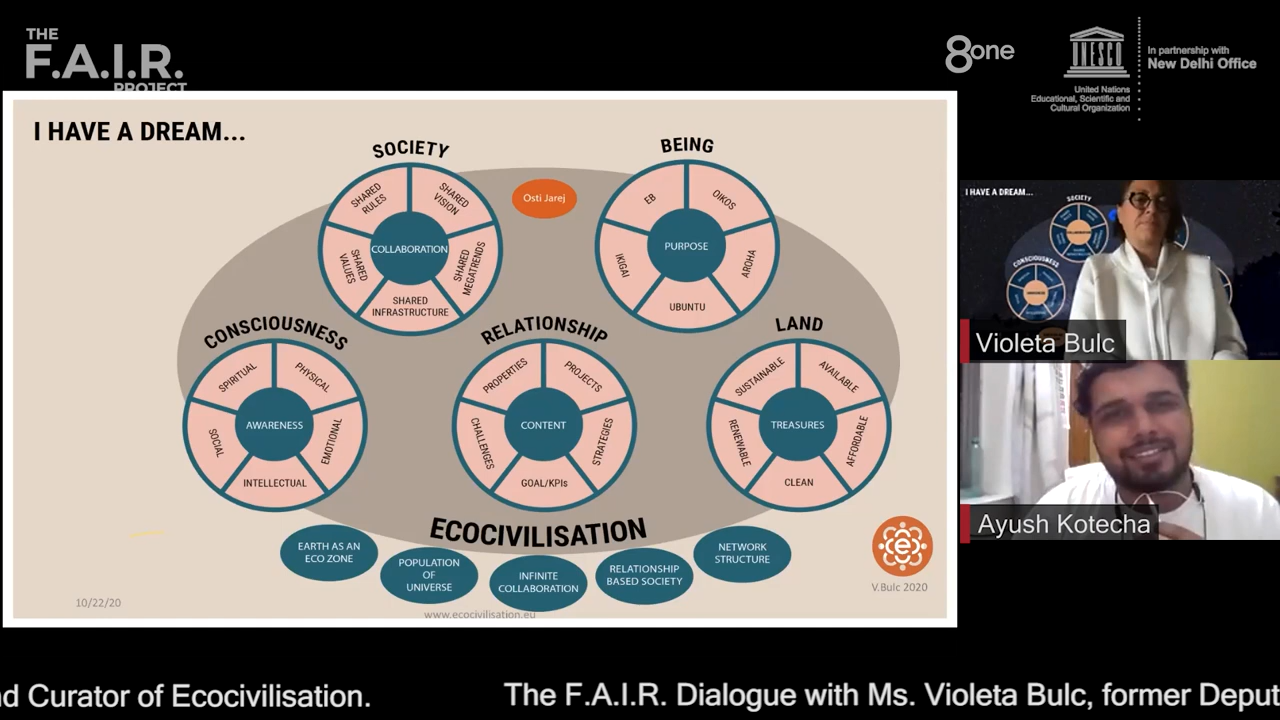 THE
F.A.I.R.
PROJECT
8one
UNESCO
In partnership with
New Delhi Office
United Nations
Educational, Scientific and
Cultural Organization
I HAVE A DREAM...
SOCIETY
SHARED
RULES
SHARED
VISION
SHARED
VALUES
SHARED
MEGATRENDS
SHARED
INFRASTRUCTURE
COLLABORATION
Osti Jarej
BEING
EB
OIKOS
IKIGAI
AROHA
UBUNTU
PURPOSE
CONSCIOUSNESS
SPIRITUAL
PHYSICAL
SOCIAL
EMOTIONAL
INTELLECTUAL
AWARENESS
RELATIONSHIP
PROPERTIES
PROJECTS
CHALLENGES
STRATEGIES
GOAL/KPIs
CONTENT
LAND
SUSTAINABLE
AVAILABLE
RENEWABLE
AFFORDABLE
CLEAN
TREASURES
ECOCIVILISATION
EARTH AS AN
ECO ZONE
POPULATION
OF
UNIVERSE
INFINITE
COLLABORATION
RELATIONSHIP
BASED SOCIETY
NETWORK
STRUCTURE
e
V.Bulc 2020
10/22/20
www.ecocivilisation.eu
I HAVE A DREAM...
SOCIETY
CONSCIOUSNESS
Violeta Bulc
Ayush Kotecha
nd Curator of Ecocivilisation.
The F.A.I.R. Dialogue with Ms. Violeta Bulc, former Deput